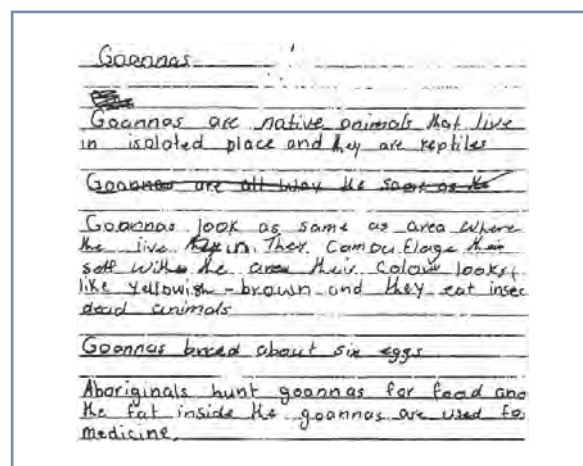 Goannas
Goannas are native animals that live
in isolated place and they are reptiles
Goannas are all way the same as the
Goannas look as same as area where
the live in. They Camouflage their
self withe the area their colour looks
like yellowish - brown and they eat insec
dead animals
Goannas breed about six eggs
Aboriginals hunt goannas for food and
the fat inside the goannas are used fo
medicine.